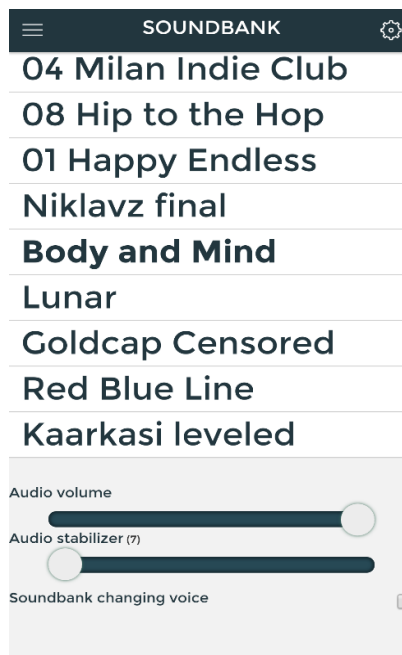 SOUNDBANK
04 Milan Indie Club
08 Hip to the Hop
01 Happy Endless
Niklavz final
Body and Mind
Lunar
Goldcap Censored
Red Blue Line
Kaarkasi leveled
Audio volume
Audio stabilizer (7)
Soundbank changing voice